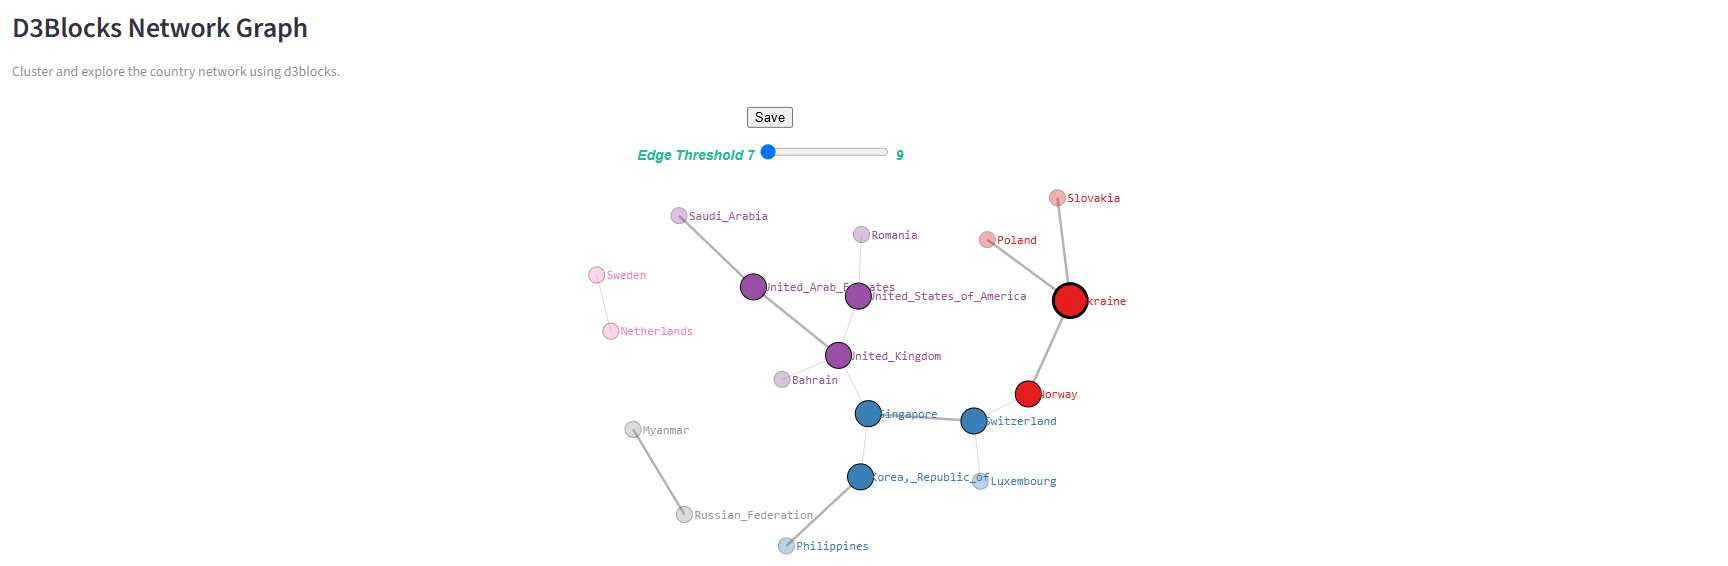 D3Blocks Network Graph
Cluster and explore the country network using d3blocks.
Save
Edge Threshold 7 9
Slovakia
Saudi_Arabia
Romania
Poland
Sweden
United_Arab_Emirates
United_States_of_America
Ukraine
Netherlands
United_Kingdom
Bahrain
Norway
Singapore
Switzerland
Myanmar
Korea,_Republic_of
Luxembourg
Russian_Federation
Philippines